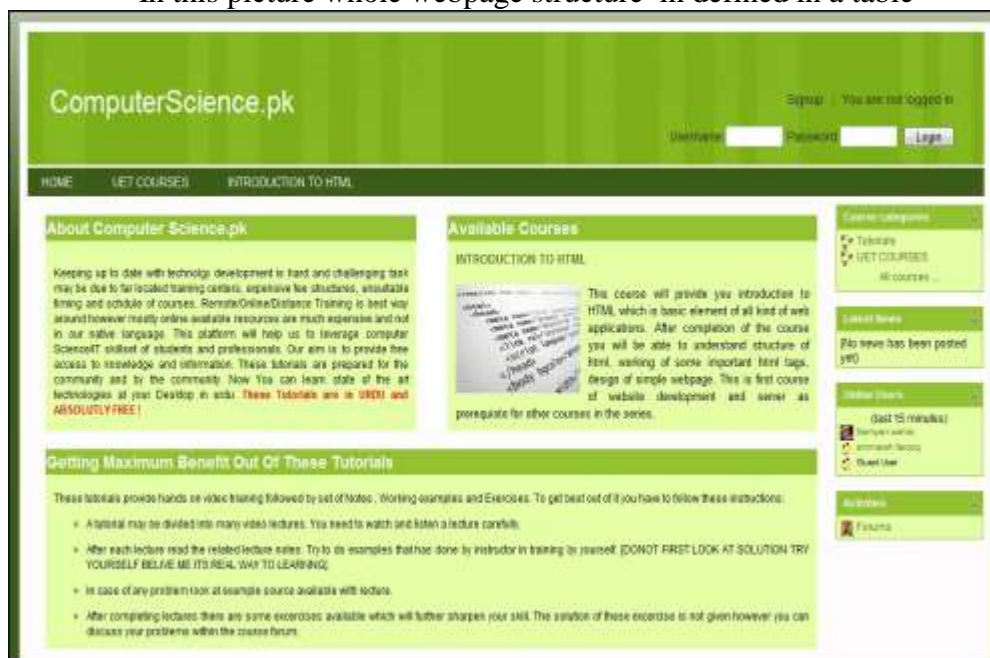 In this picture whole webpage structure in defined in a table
ComputerScience.pk
Signup | You are not logged in
Username Password Login
HOME UET COURSES INTRODUCTION TO HTML
About Computer Science.pk
Keeping up to date with technolgs development is hard and challenging task
may be due to far located training centers, expensive fee structures, unsuitable
timing and schdule of courses. Remote/Online/Distance Training is best way
around however mostly online available resources are much expensive and not
in our native language. This platform will help us to leverage computer
Science/IT skillset of students and professionals. Our aim is to provide free
access to knowledge and information. These tutorials are prepared for the
community and by the community. Now You can learn state of the art
technologies at your Desktop in urdu. These Tutorials are in URDU and
ABSOLUTLY FREE !
Available Courses
INTRODUCTION TO HTML
This course will provide you introduction to
HTML which is basic element of all kind of web
applications. After completion of the course
you will be able to understand structure of
html, working of some important html tags,
design of simple webpage. This is first course
of website development and server as
prerequiste for other courses in the series.
Course categories
Tutorials
UET COURSES
All courses ...
Latest News
(No news has been posted
yet)
Online Users
(last 15 minutes)
Guest User
Activities
Forums
Getting Maximum Benefit Out Of These Tutorials
These tutorials provide hands on video training followed by set of Notes , Working examples and Exercises. To get best out of it you have to follow these instructions:
A tutorial may be divided into many video lectures. You need to watch and listen a lecture carefully.
After each lecture read the related lecture notes. Try to do examples that has done by instructor in training by yourself. [DONOT FIRST LOOK AT SOLUTION TRY
YOURSELF BELIVE ME ITS REAL WAY TO LEARNING].
In case of any problem look at example source available with lecture.
After completing lectures there are some excercises available which will further sharpen your skill. The solution of these excercise is not given however you can
discuss your problems within the course forum.